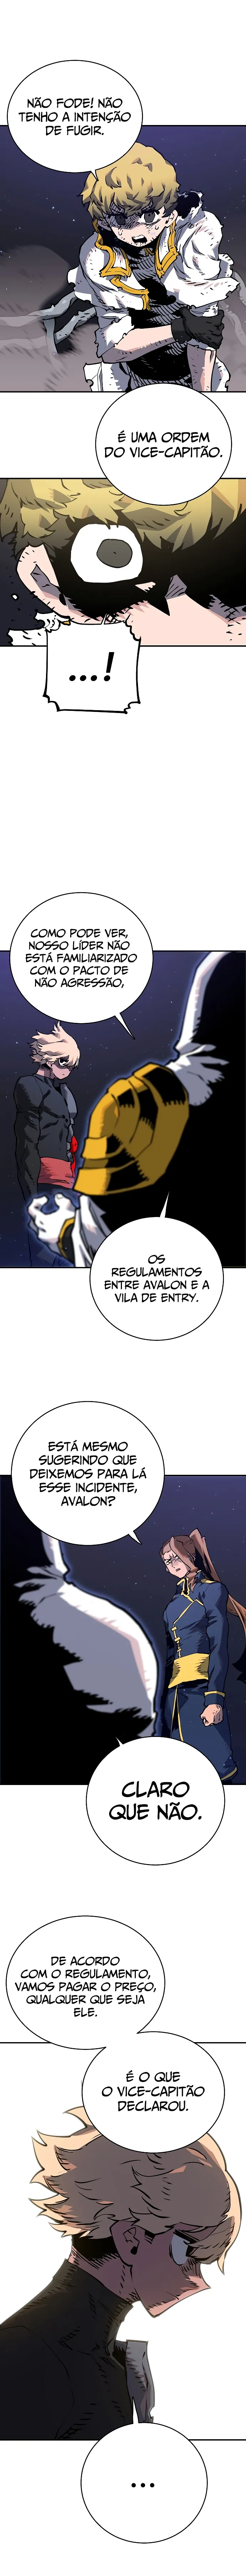 NÃO FODE! NÃO
TENHO A INTENÇÃO
DE FUGIR.
É UMA ORDEM
DO VICE-CAPITÃO.
...!
COMO PODE VER,
NOSSO LÍDER NÃO
ESTÁ FAMILIARIZADO
COM O PACTO DE
NÃO AGRESSÃO,
OS
REGULAMENTOS
ENTRE AVALON E A
VILA DE ENTRY.
ESTÁ MESMO
SUGERINDO QUE
DEIXEMOS PARA LÁ
ESSE INCIDENTE,
AVALON?
CLARO
QUE NÃO.
DE ACORDO
COM O REGULAMENTO,
VAMOS PAGAR O PREÇO,
QUALQUER QUE SEJA
ELE.
É O QUE
O VICE-CAPITÃO
DECLAROU.
...